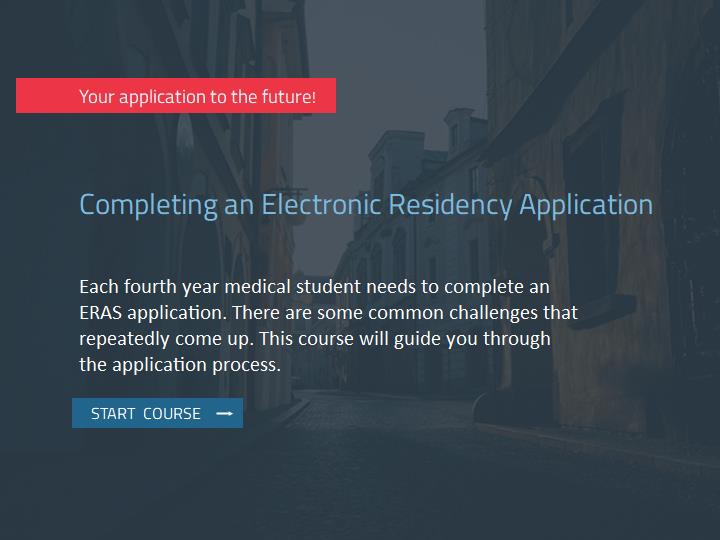 Your application to the future!
Completing an Electronic Residency Application
Each fourth year medical student needs to complete an
ERAS application. There are some common challenges that
repeatedly come up. This course will guide you through
the application process.
START COURSE